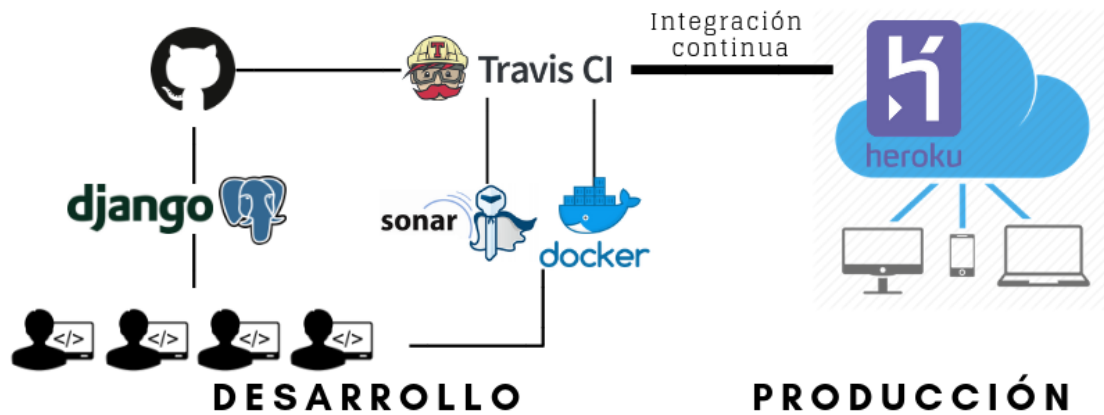 Integración
continua
T
Travis CI
heroku
django
sonar
docker
</> </> </> </>
DESARROLLO
PRODUCCIÓN